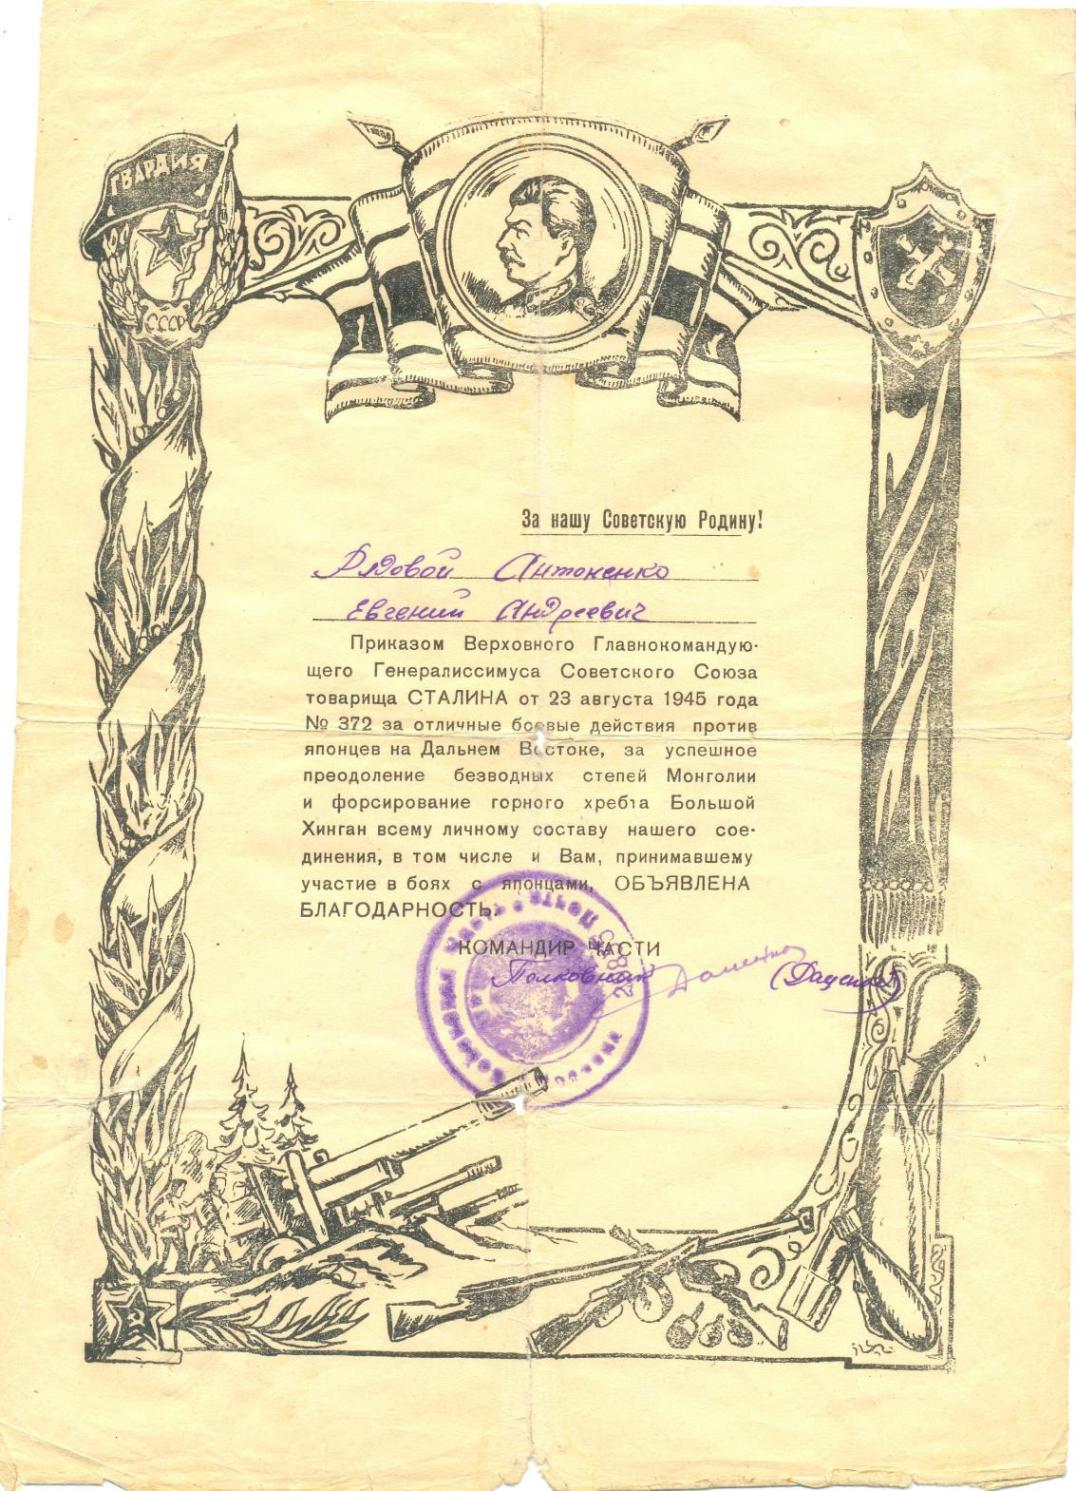 ГВАРДИЯ
СССР
За нашу Советскую Родину!
Рядовой Антоненко
Евгений Андреевич
Приказом Верховного Главнокомандую-
щего Генералиссимуса Советского Союза
товарища СТАЛИНА от 23 августа 1945 года
№ 372 за отличные боевые действия против
японцев на Дальнем Востоке, за успешное
преодоление безводных степей Монголии
и форсирование горного хребта Большой
Хинган всему личному составу нашего сое-
динения, в том числе и Вам, принимавшему
участие в боях с японцами, ОБЪЯВЛЕНА
БЛАГОДАРНОСТЬ.
КОМАНДИР ЧАСТИ
Полковник (Даценко)